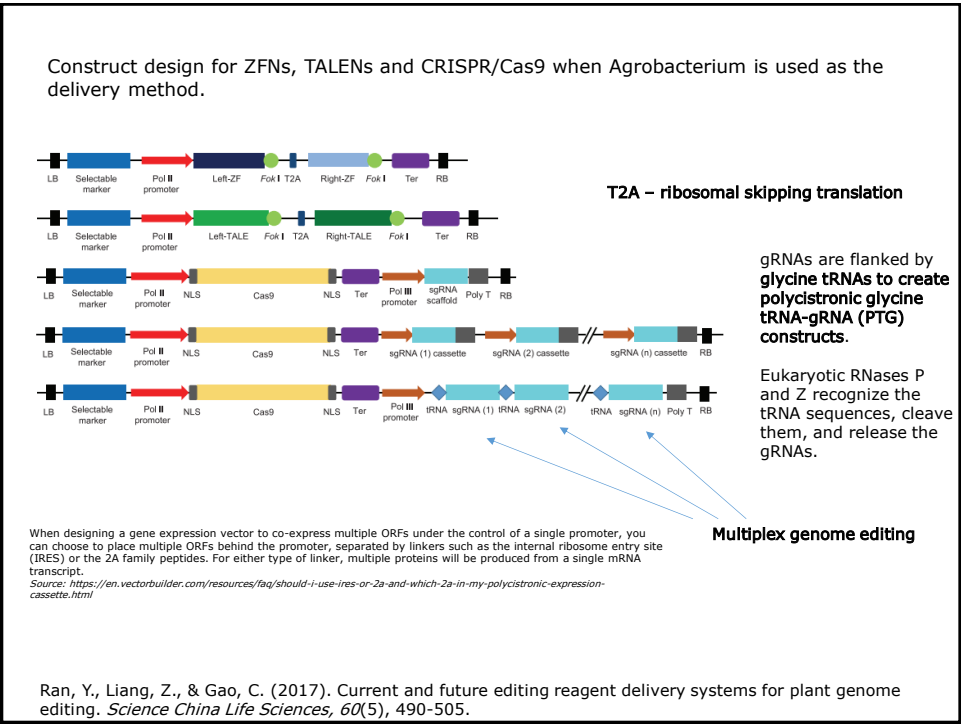 Construct design for ZFNs, TALENs and CRISPR/Cas9 when Agrobacterium is used as the
delivery method.
LB Selectable marker Pol II promoter Left-ZF Fok I T2A Right-ZF Fok I Ter RB
T2A – ribosomal skipping translation
LB Selectable marker Pol II promoter Left-TALE Fok I T2A Right-TALE Fok I Ter RB
LB Selectable marker Pol II promoter NLS Cas9 NLS Ter Pol III promoter sgRNA scaffold Poly T RB
LB Selectable marker Pol II promoter NLS Cas9 NLS Ter sgRNA (1) cassette sgRNA (2) cassette sgRNA (n) cassette RB
LB Selectable marker Pol II promoter NLS Cas9 NLS Ter Pol III promoter tRNA sgRNA (1) tRNA sgRNA (2) tRNA sgRNA (n) Poly T RB
gRNAs are flanked by
glycine tRNAs to create
polycistronic glycine
tRNA-gRNA (PTG)
constructs.
Eukaryotic RNases P
and Z recognize the
tRNA sequences, cleave
them, and release the
gRNAs.
Multiplex genome editing
When designing a gene expression vector to co-express multiple ORFs under the control of a single promoter, you
can choose to place multiple ORFs behind the promoter, separated by linkers such as the internal ribosome entry site
(IRES) or the 2A family peptides. For either type of linker, multiple proteins will be produced from a single mRNA
transcript.
Source: https://en.vectorbuilder.com/resources/faq/should-i-use-ires-or-2a-and-which-2a-in-my-polycistronic-expression-
cassette.html
Ran, Y., Liang, Z., & Gao, C. (2017). Current and future editing reagent delivery systems for plant genome
editing. Science China Life Sciences, 60(5), 490-505.